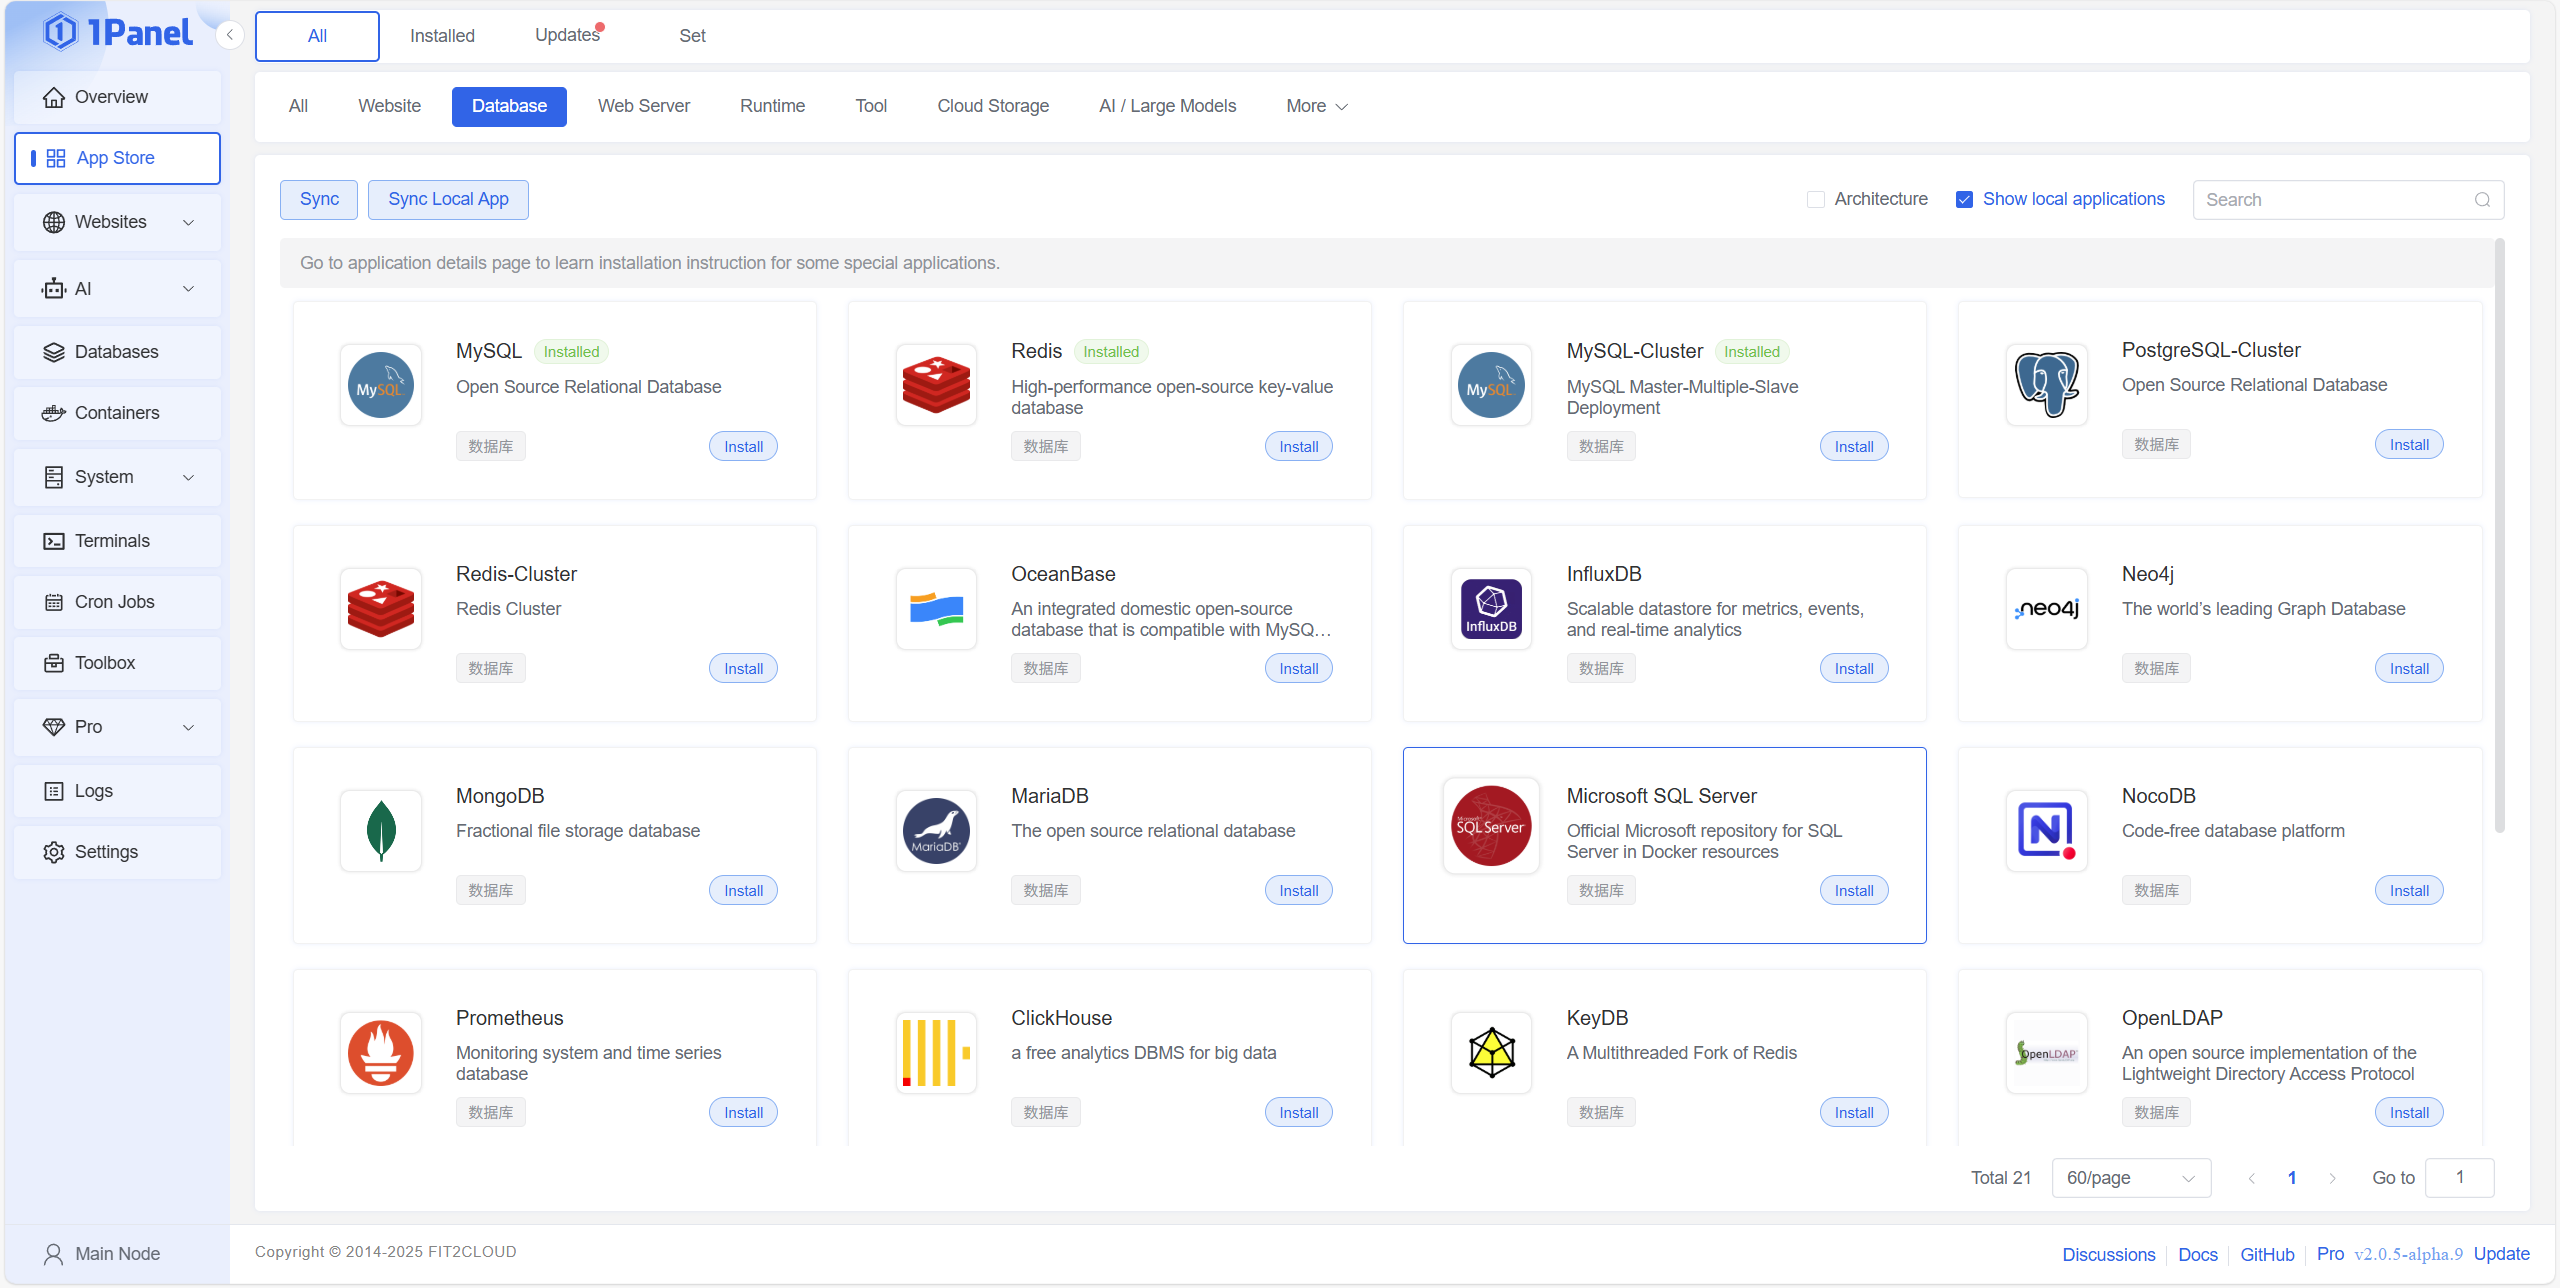 1Panel
All
Installed
Updates
Set
Overview
App Store
Websites
AI
Databases
Containers
System
Terminals
Cron Jobs
Toolbox
Pro
Logs
Settings
Main Node
All
Website
Database
Web Server
Runtime
Tool
Cloud Storage
AI / Large Models
More
Sync
Sync Local App
Architecture
Show local applications
Search
Go to application details page to learn installation instruction for some special applications.
MySQL
MySQL
Installed
Open Source Relational Database
数据库
Install
Redis
Installed
High-performance open-source key-value
database
数据库
Install
MySQL
MySQL-Cluster
Installed
MySQL Master-Multiple-Slave
Deployment
数据库
Install
PostgreSQL-Cluster
Open Source Relational Database
数据库
Install
Redis-Cluster
Redis Cluster
数据库
Install
OceanBase
An integrated domestic open-source
database that is compatible with MySQ…
数据库
Install
InfluxDB
InfluxDB
Scalable datastore for metrics, events,
and real-time analytics
数据库
Install
neo4j
Neo4j
The world’s leading Graph Database
数据库
Install
MongoDB
Fractional file storage database
数据库
Install
MariaDB
MariaDB
The open source relational database
数据库
Install
Microsoft
SQL Server
Microsoft SQL Server
Official Microsoft repository for SQL
Server in Docker resources
数据库
Install
N
NocoDB
Code-free database platform
数据库
Install
Prometheus
Monitoring system and time series
database
数据库
Install
ClickHouse
a free analytics DBMS for big data
数据库
Install
KeyDB
A Multithreaded Fork of Redis
数据库
Install
OpenLDAP
OpenLDAP
An open source implementation of the
Lightweight Directory Access Protocol
数据库
Install
Total 21
60/page
1
Go to
1
Copyright © 2014-2025 FIT2CLOUD
Discussions
Docs
GitHub
Pro
v2.0.5-alpha.9
Update